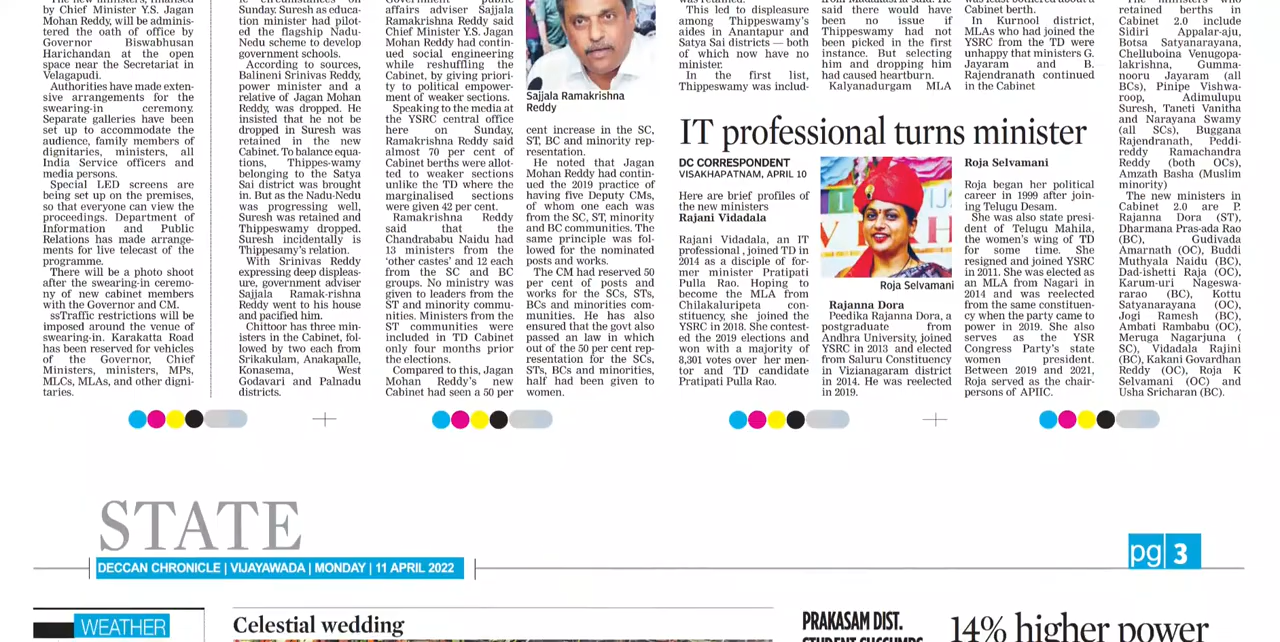 The new ministers, inducted
by Chief Minister Y.S. Jagan
Mohan Reddy, will be adminis-
tered the oath of office by
Governor Biswabhusan
Harichandan at the open
space near the Secretariat in
Velagapudi.
Authorities have made exten-
sive arrangements for the
swearing-in ceremony.
Separate galleries have been
set up to accommodate the
audience, family members of
dignitaries, ministers, all
India Service officers and
media persons.
Special LED screens are
being set up on the premises,
so that everyone can view the
proceedings. Department of
Information and Public
Relations has made arrange-
ments for live telecast of the
programme.
There will be a photo shoot
after the swearing-in ceremo-
ny of new cabinet members
with the Governor and CM.
ssTraffic restrictions will be
imposed around the venue of
swearing-in. Karakatta Road
has been reserved for vehicles
of the Governor, Chief
Ministers, ministers, MPs,
MLCs, MLAs, and other digni-
taries.
Sunday. Suresh as educa-
tion minister had pilot-
ed the flagship Nadu-
Nedu scheme to develop
government schools.
According to sources,
Balineni Srinivas Reddy,
power minister and a
relative of Jagan Mohan
Reddy, was dropped. He
insisted that he not be
dropped in Suresh was
retained in the new
Cabinet. To balance equa-
tions, Thippes-wamy
belonging to the Satya
Sai district was brought
in. But as the Nadu-Nedu
was progressing well,
Suresh was retained and
Thippeswamy dropped.
Suresh incidentally is
Thippesamy's relation.
With Srinivas Reddy
expressing deep displeas-
ure, government adviser
Sajjala Ramak-rishna
Reddy went to his house
and pacified him.
Chittoor has three min-
isters in the Cabinet, fol-
lowed by two each from
Srikakulam, Anakapalle,
Konasema, West
Godavari and Palnadu
districts.
Government public
affairs adviser Sajjala
Ramakrishna Reddy said
Chief Minister Y.S. Jagan
Mohan Reddy had contin-
ued social engineering
while reshuffling the
Cabinet, by giving priori-
ty to political empower-
ment of weaker sections.
Speaking to the media at
the YSRC central office
here on Sunday,
Ramakrishna Reddy said
almost 70 per cent of
Cabinet berths were allot-
ted to weaker sections
unlike the TD where the
marginalised sections
were given 42 per cent.
Ramakrishna Reddy
said that the
Chandrababu Naidu had
13 ministers from the
'other castes' and 12 each
from the SC and BC
groups. No ministry was
given to leaders from the
ST and minority commu-
nities. Ministers from the
ST communities were
included in TD Cabinet
only four months prior
the elections.
Compared to this, Jagan
Mohan Reddy's new
Cabinet had seen a 50 per
Sajjala Ramakrishna
Reddy
cent increase in the SC,
ST, BC and minority rep-
resentation.
He noted that Jagan
Mohan Reddy had contin-
ued the 2019 practice of
having five Deputy CMs,
of whom one each was
from the SC, ST, minority
and BC communities. The
same principle was fol-
lowed for the nominated
posts and works.
The CM had reserved 50
per cent of posts and
works for the SCs, STs,
BCs and minorities com-
munities. He has also
ensured that the govt also
passed an law in which
out of the 50 per cent rep-
resentation for the SCs,
STs, BCs and minorities,
half had been given to
women.
This led to displeasure
among Thippeswamy's
aides in Anantapur and
Satya Sai districts — both
of which now have no
minister.
In the first list,
Thippeswamy was includ-
said there would have
been no issue if
Thippeswamy had not
been picked in the first
instance. But selecting
him and dropping him
had caused heartburn.
Kalyanadurgam MLA
Cabinet berth.
In Kurnool district,
MLAs who had joined the
YSRC from the TD were
unhappy that ministers G.
Jayaram and B.
Rajendranath continued
in the Cabinet
IT professional turns minister
DC CORRESPONDENT
VISAKHAPATNAM, APRIL 10
Here are brief profiles of
the new ministers
Rajani Vidadala
Rajani Vidadala, an IT
professional , joined TD in
2014 as a disciple of for-
mer minister Pratipati
Pulla Rao. Hoping to
become the MLA from
Chilakaluripeta con-
stituency, she joined the
YSRC in 2018. She contest-
ed the 2019 elections and
won with a majority of
8,301 votes over her men-
tor and TD candidate
Pratipati Pulla Rao.
Roja Selvamani
Rajanna Dora
Peedika Rajanna Dora, a
postgraduate from
Andhra University, joined
YSRC in 2013 and elected
from Saluru Constituency
in Vizianagaram district
in 2014. He was reelected
in 2019.
Roja Selvamani
Roja began her political
career in 1999 after join-
ing Telugu Desam.
She was also state presi-
dent of Telugu Mahila,
the women's wing of TD
for some time. She
resigned and joined YSRC
in 2011. She was elected as
an MLA from Nagari in
2014 and was reelected
from the same constituen-
cy when the party came to
power in 2019. She also
serves as the YSR
Congress Party's state
women president.
Between 2019 and 2021,
Roja served as the chair-
persons of APIIC.
The ministers who
retained berths in
Cabinet 2.0 include
Sidiri Appalar-aju,
Botsa Satyanarayana,
Chelluboina Venugopa-
lakrishna, Gumma-
nooru Jayaram (all
BCs), Pinipe Vishwa-
roop, Adimulupu
Suresh, Taneti Vanitha
and Narayana Swamy
(all SCs), Buggana
Rajendranath, Peddi-
reddy Ramachandra
Reddy (both OCs),
Amzath Basha (Muslim
minority)
The new ministers in
Cabinet 2.0 are P.
Rajanna Dora (ST),
Dharmana Pras-ada Rao
(BC), Gudivada
Amarnath (OC), Buddi
Muthyala Naidu (BC),
Dad-ishetti Raja (OC),
Karum-uri Nageswa-
rarao (BC), Kottu
Satyanarayana (OC),
Jogi Ramesh (BC),
Ambati Rambabu (OC),
Meruga Nagarjuna (
SC), Vidadala Rajini
(BC), Kakani Govardhan
Reddy (OC), Roja K
Selvamani (OC) and
Usha Sricharan (BC).
STATE
DECCAN CHRONICLE | VIJAYAWADA | MONDAY | 11 APRIL 2022
pg 3
WEATHER
Celestial wedding
PRAKASAM DIST.
STUDENT SUCCUMBS
14% higher power